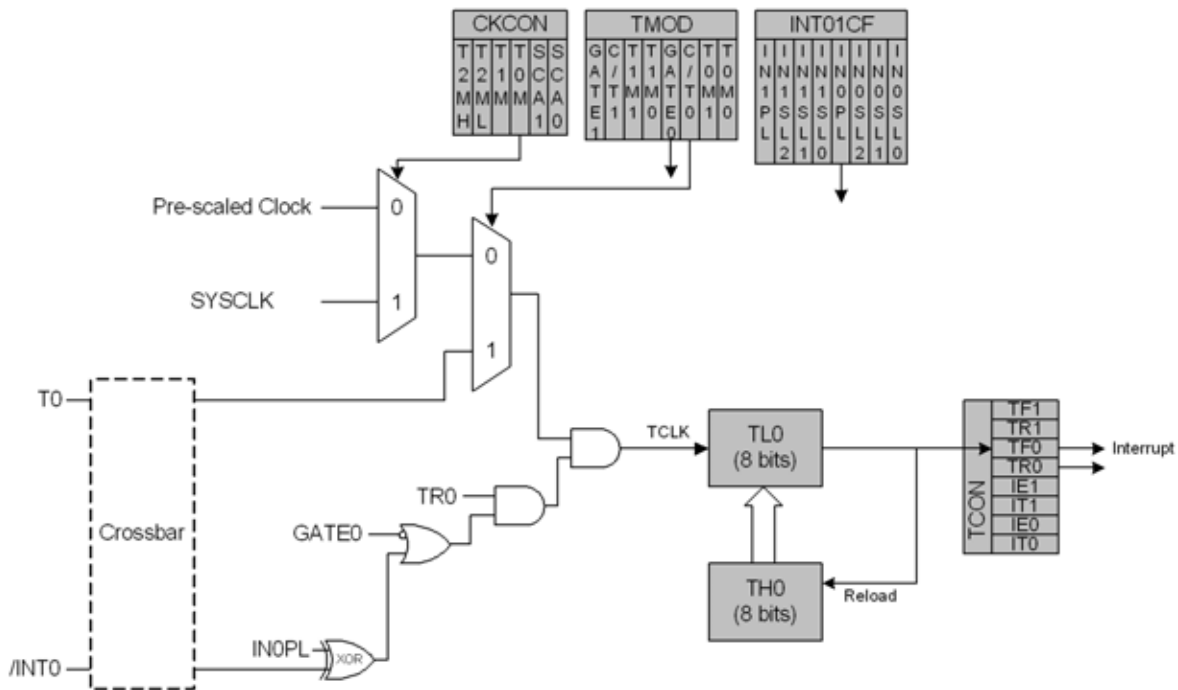 CKCON
T2MH
T2ML
T1M
T0M
SCA1
SCA0
TMOD
GATE1
C/T1
T1M1
T1M0
GATE0
C/T0
T0M1
T0M0
INT01CF
IN1PL
IN1SL2
IN1SL1
IN1SL0
IN0PL
IN0SL2
IN0SL1
IN0SL0
Pre-scaled Clock
0
SYSCLK
1
0
1
T0
Crossbar
/INT0
TR0
GATE0
IN0PL
XOR
TCLK
TL0
(8 bits)
TH0
(8 bits)
Reload
TCON
TF1
TR1
TF0
TR0
IE1
IT1
IE0
IT0
Interrupt